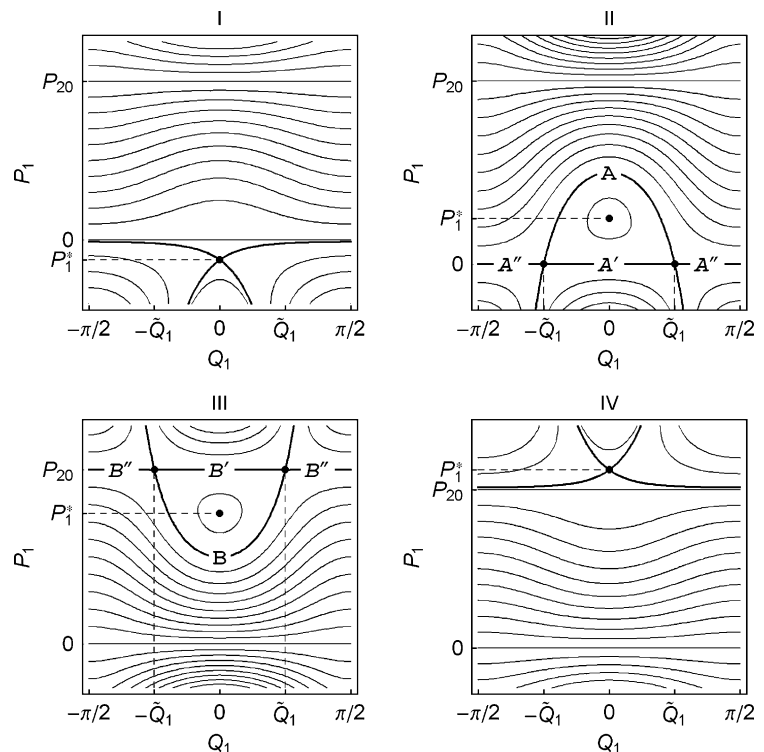 I
P₂₀
P₁
0
P₁*
−π/2 −Q̃₁ 0 Q̃₁ π/2
Q₁
II
P₂₀
P₁
A
P₁*
0
A″ A′ A″
−π/2 −Q̃₁ 0 Q̃₁ π/2
Q₁
III
P₂₀
B″ B′ B″
P₁*
P₁
B
0
−π/2 −Q̃₁ 0 Q̃₁ π/2
Q₁
IV
P₁*
P₂₀
P₁
0
−π/2 −Q̃₁ 0 Q̃₁ π/2
Q₁